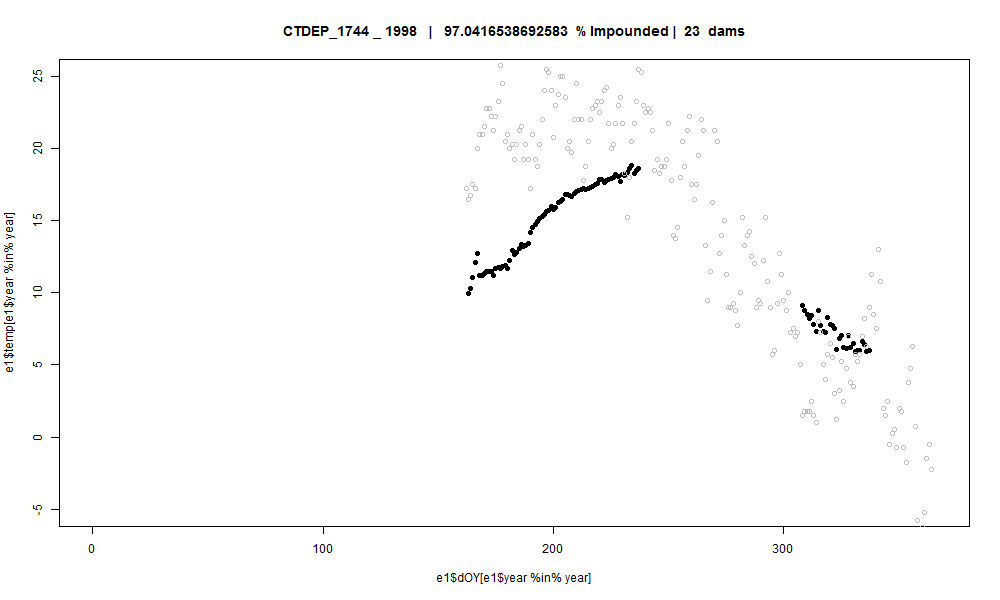 CTDEP_1744 _ 1998 | 97.0416538692583 % Impounded | 23 dams
e1$temp[e1$year %in% year]
25
20
15
10
5
0
-5
0 100 200 300
e1$dOY[e1$year %in% year]